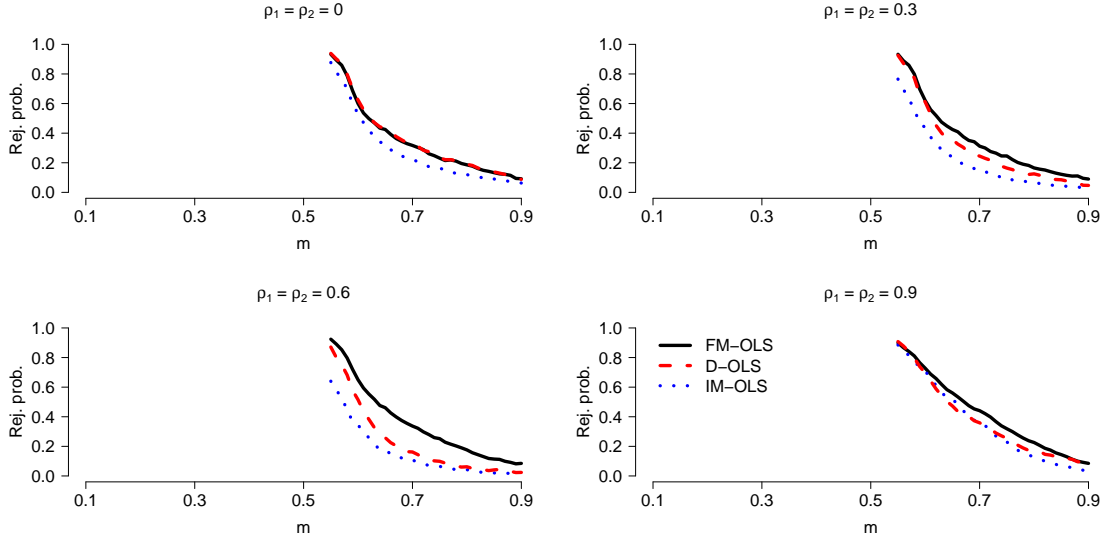 ρ₁ = ρ₂ = 0
Rej. prob.
1.0
0.8
0.6
0.4
0.2
0.0
0.1 0.3 0.5 0.7 0.9
m
ρ₁ = ρ₂ = 0.3
Rej. prob.
1.0
0.8
0.6
0.4
0.2
0.0
0.1 0.3 0.5 0.7 0.9
m
ρ₁ = ρ₂ = 0.6
Rej. prob.
1.0
0.8
0.6
0.4
0.2
0.0
0.1 0.3 0.5 0.7 0.9
m
ρ₁ = ρ₂ = 0.9
Rej. prob.
1.0
0.8
0.6
0.4
0.2
0.0
FM−OLS
D−OLS
IM−OLS
0.1 0.3 0.5 0.7 0.9
m